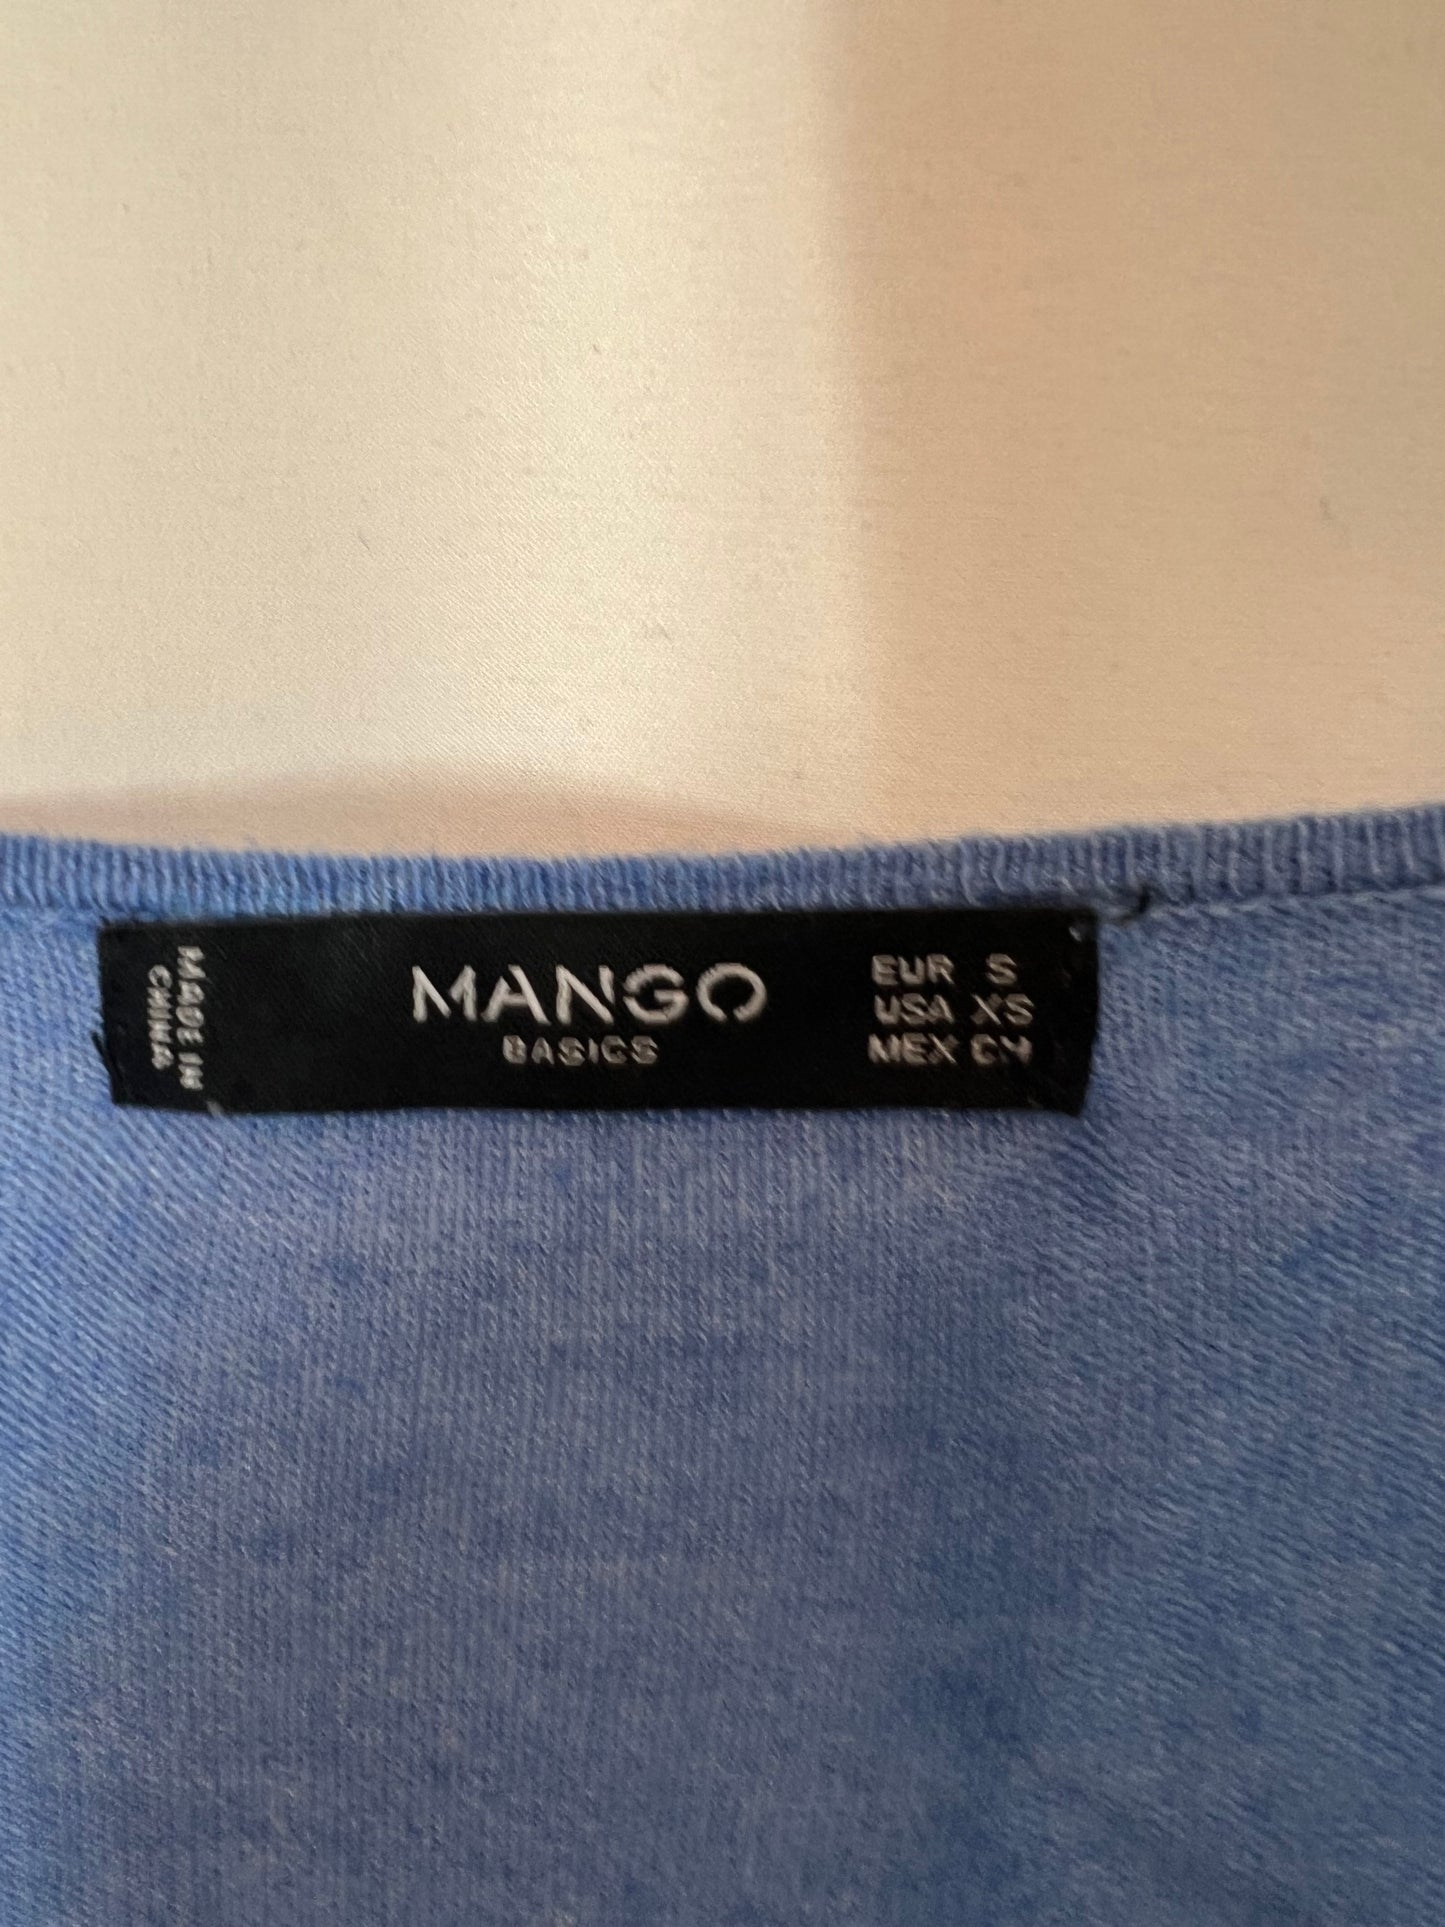 MADE IN
CHINA
MANGO
BASICS
EUR S
USA XS
MEX CH